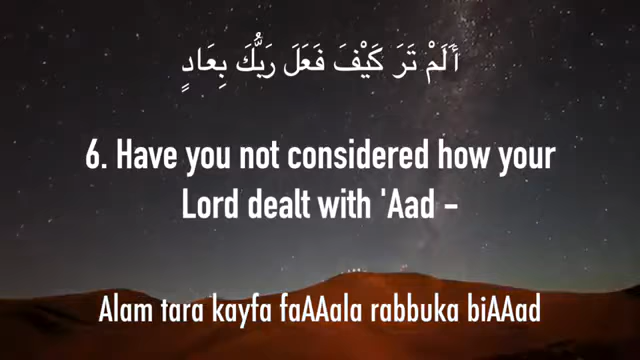 أَلَمْ تَرَ كَيْفَ فَعَلَ رَبُّكَ بِعَادٍ
6. Have you not considered how your
Lord dealt with 'Aad -
Alam tara kayfa faAAala rabbuka biAAad